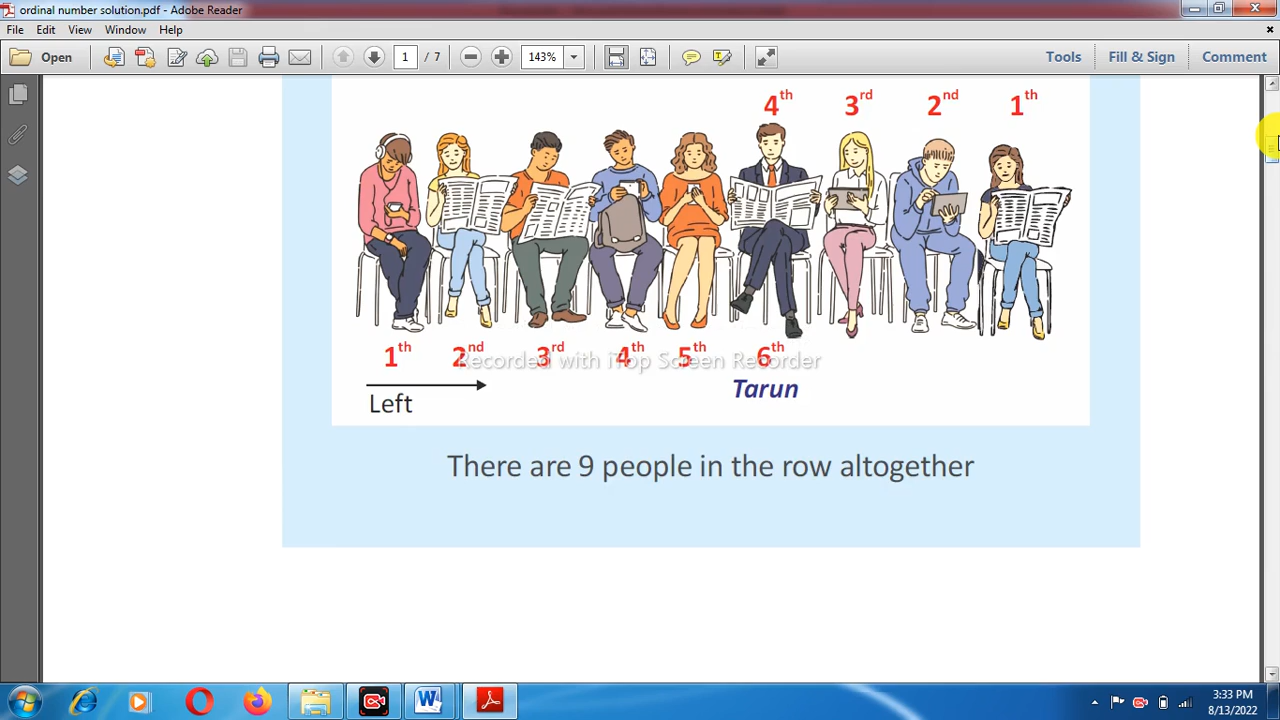 ordinal number solution.pdf - Adobe Reader
File Edit View Window Help
Open 1 / 7 143% Tools Fill & Sign Comment
4th 3rd 2nd 1th
1th 2nd 3rd 4th 5th 6th
Recorded with iTop Screen Recorder
Left
Tarun
There are 9 people in the row altogether
3:33 PM
8/13/2022